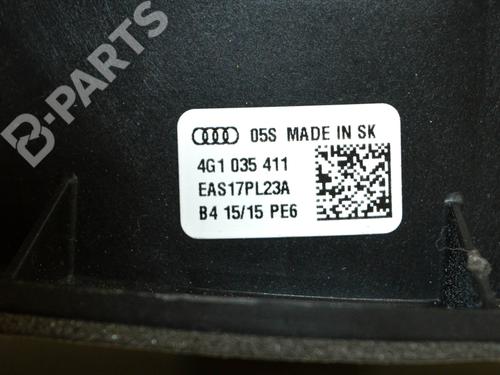 B-PARTS
05S MADE IN SK
4G1 035 411
EAS17PL23A
B4 15/15 PE6